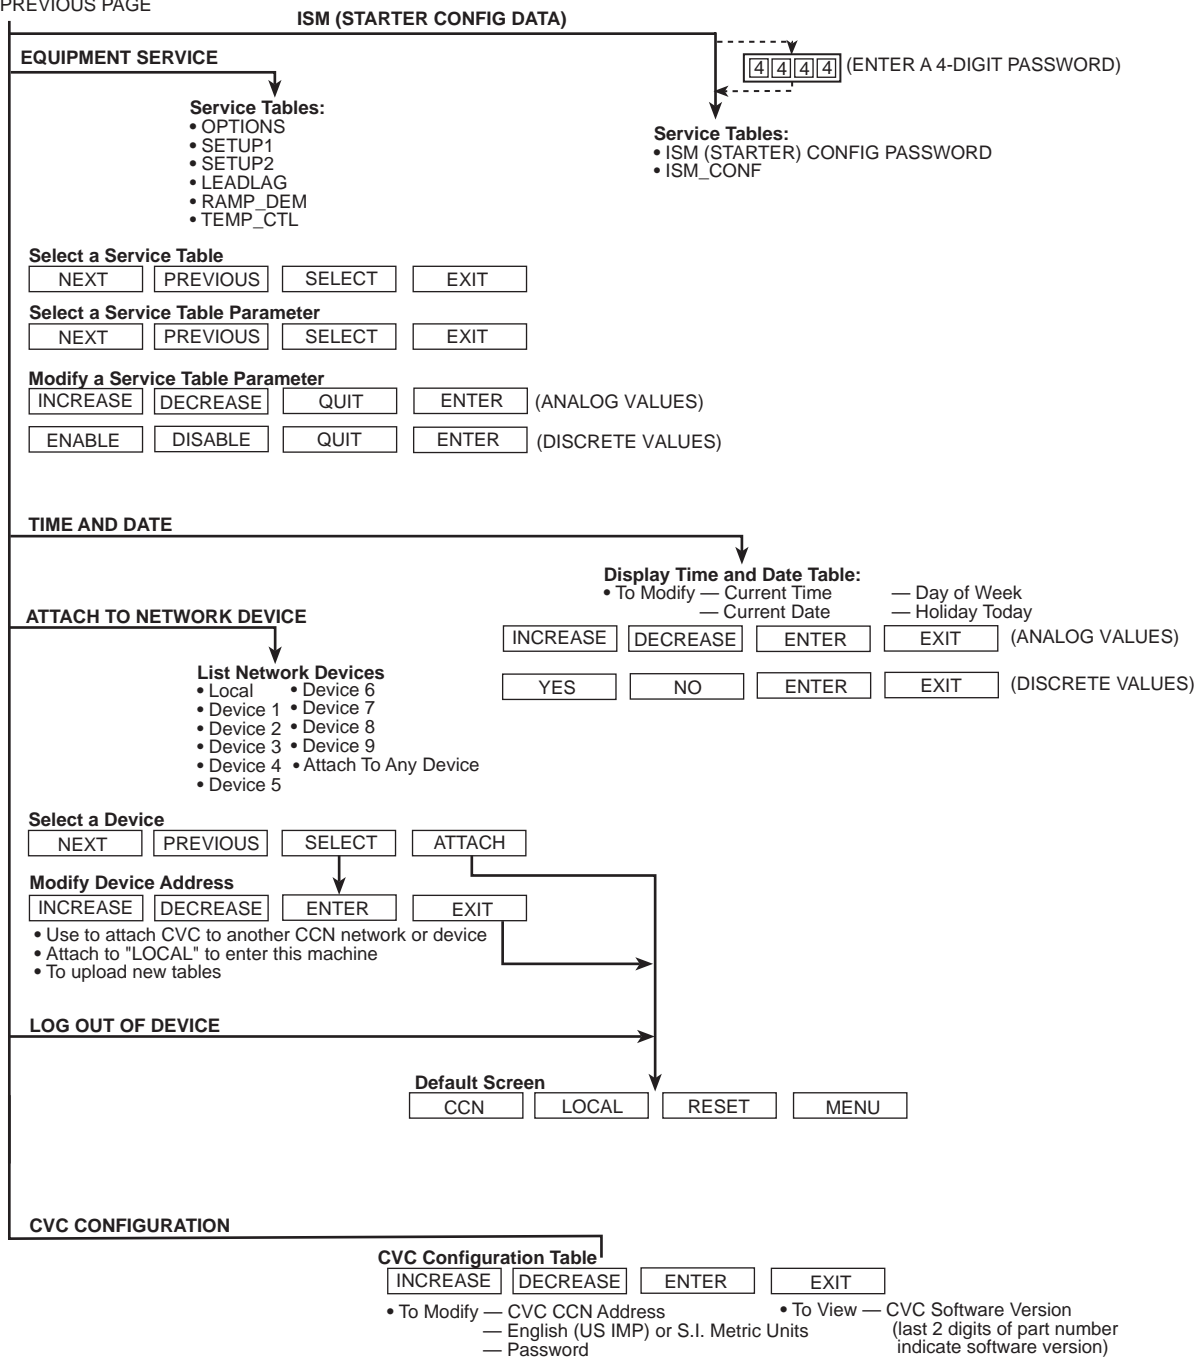 PREVIOUS PAGE
ISM (STARTER CONFIG DATA)
EQUIPMENT SERVICE
4 4 4 4 (ENTER A 4-DIGIT PASSWORD)
Service Tables:
• OPTIONS
• SETUP1
• SETUP2
• LEADLAG
• RAMP_DEM
• TEMP_CTL
Service Tables:
• ISM (STARTER) CONFIG PASSWORD
• ISM_CONF
Select a Service Table
NEXT PREVIOUS SELECT EXIT
Select a Service Table Parameter
NEXT PREVIOUS SELECT EXIT
Modify a Service Table Parameter
INCREASE DECREASE QUIT ENTER (ANALOG VALUES)
ENABLE DISABLE QUIT ENTER (DISCRETE VALUES)
TIME AND DATE
Display Time and Date Table:
• To Modify — Current Time — Day of Week
— Current Date — Holiday Today
INCREASE DECREASE ENTER EXIT (ANALOG VALUES)
YES NO ENTER EXIT (DISCRETE VALUES)
ATTACH TO NETWORK DEVICE
List Network Devices
• Local • Device 6
• Device 1 • Device 7
• Device 2 • Device 8
• Device 3 • Device 9
• Device 4 • Attach To Any Device
• Device 5
Select a Device
NEXT PREVIOUS SELECT ATTACH
Modify Device Address
INCREASE DECREASE ENTER EXIT
• Use to attach CVC to another CCN network or device
• Attach to "LOCAL" to enter this machine
• To upload new tables
LOG OUT OF DEVICE
Default Screen
CCN LOCAL RESET MENU
CVC CONFIGURATION
CVC Configuration Table
INCREASE DECREASE ENTER EXIT
• To Modify — CVC CCN Address
— English (US IMP) or S.I. Metric Units
— Password
• To View — CVC Software Version
(last 2 digits of part number
indicate software version)